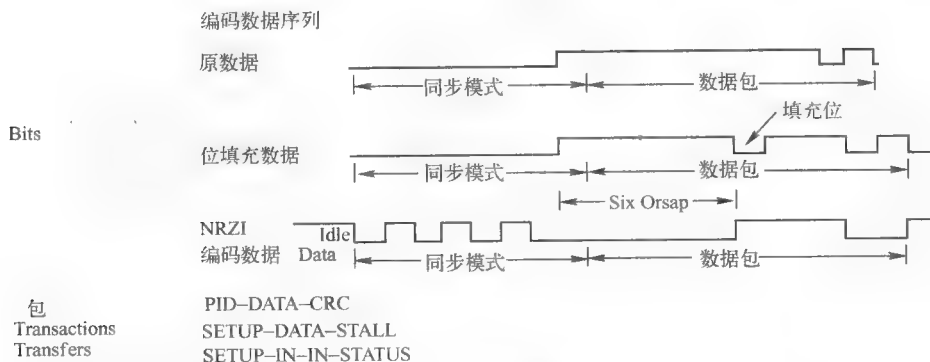 编码数据序列
原数据
同步模式
数据包
Bits
填充位
位填充数据
同步模式
数据包
Six Orsap
NRZI
Idle
编码数据
Data
同步模式
数据包
包
PID–DATA–CRC
Transactions
SETUP–DATA–STALL
Transfers
SETUP–IN–IN–STATUS